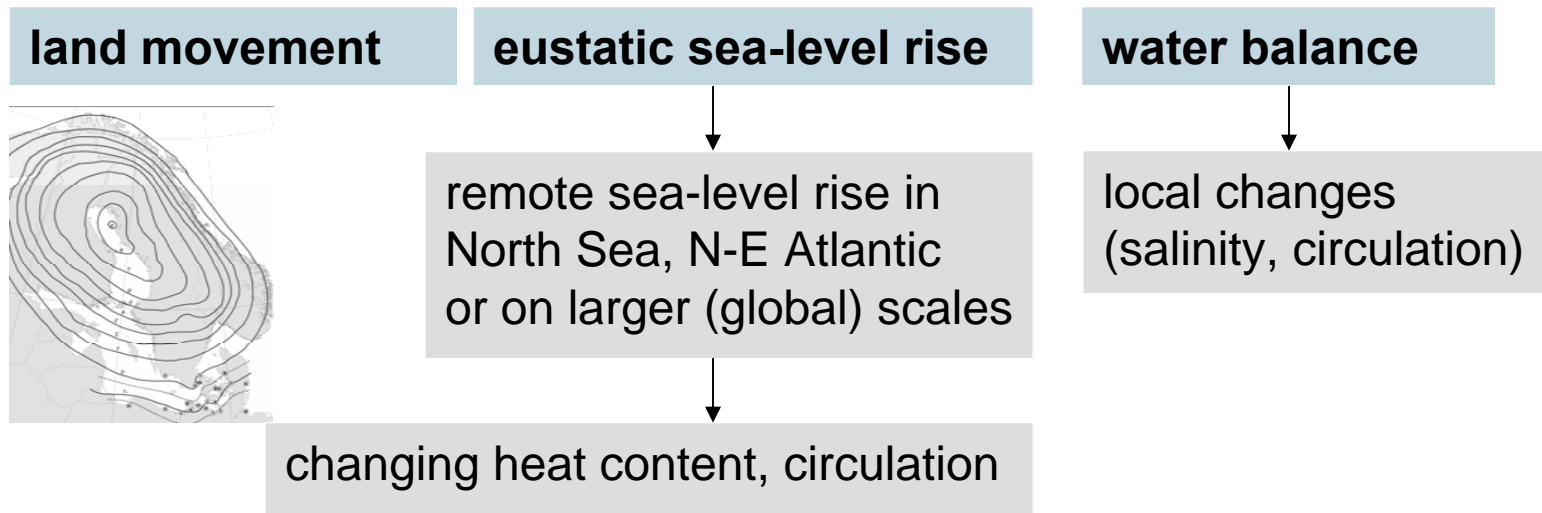 land movement
eustatic sea-level rise
water balance
remote sea-level rise in
North Sea, N-E Atlantic
or on larger (global) scales
local changes
(salinity, circulation)
changing heat content, circulation